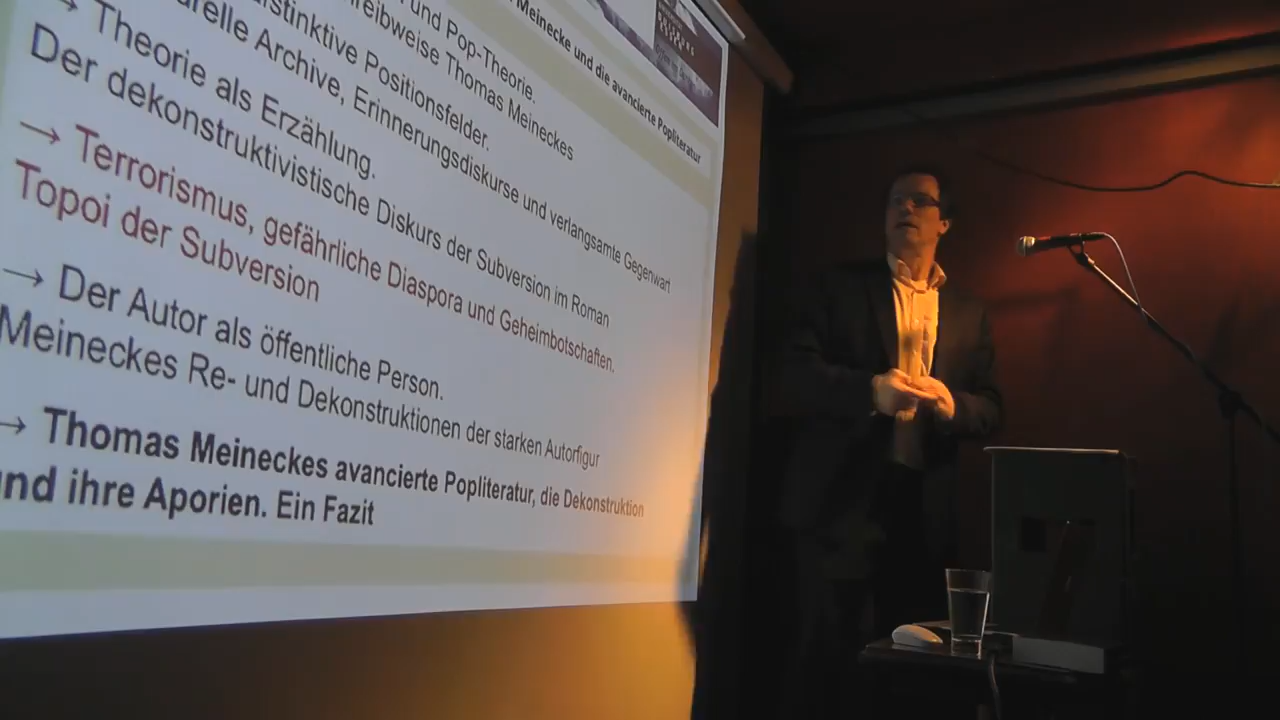 Meinecke und die avancierte Popliteratur
und Pop-Theorie.
Thomas Meineckes
Positionsfelder.
Archive, Erinnerungsdiskurse und verlangsamte Gegenwart
→ Theorie als Erzählung.
Der dekonstruktivistische Diskurs der Subversion im Roman
→ Terrorismus, gefährliche Diaspora und Geheimbotschaften.
Topoi der Subversion
→ Der Autor als öffentliche Person.
Meineckes Re- und Dekonstruktionen der starken Autorfigur
→ Thomas Meineckes avancierte Popliteratur, die Dekonstruktion
und ihre Aporien. Ein Fazit